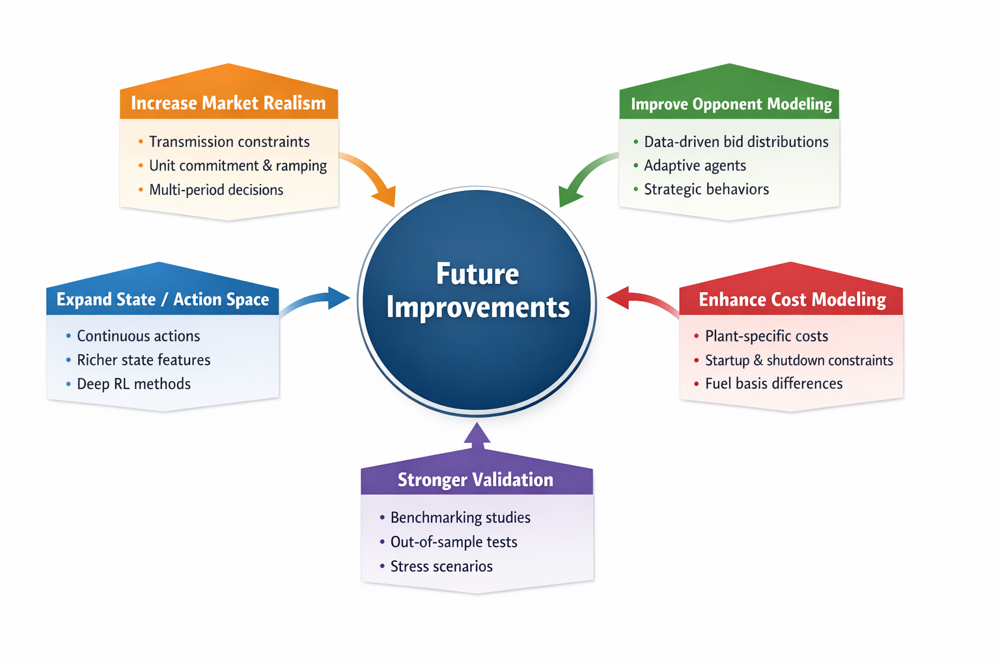 Increase Market Realism
• Transmission constraints
• Unit commitment & ramping
• Multi-period decisions
Improve Opponent Modeling
• Data-driven bid distributions
• Adaptive agents
• Strategic behaviors
Future
Improvements
Expand State / Action Space
• Continuous actions
• Richer state features
• Deep RL methods
Enhance Cost Modeling
• Plant-specific costs
• Startup & shutdown constraints
• Fuel basis differences
Stronger Validation
• Benchmarking studies
• Out-of-sample tests
• Stress scenarios